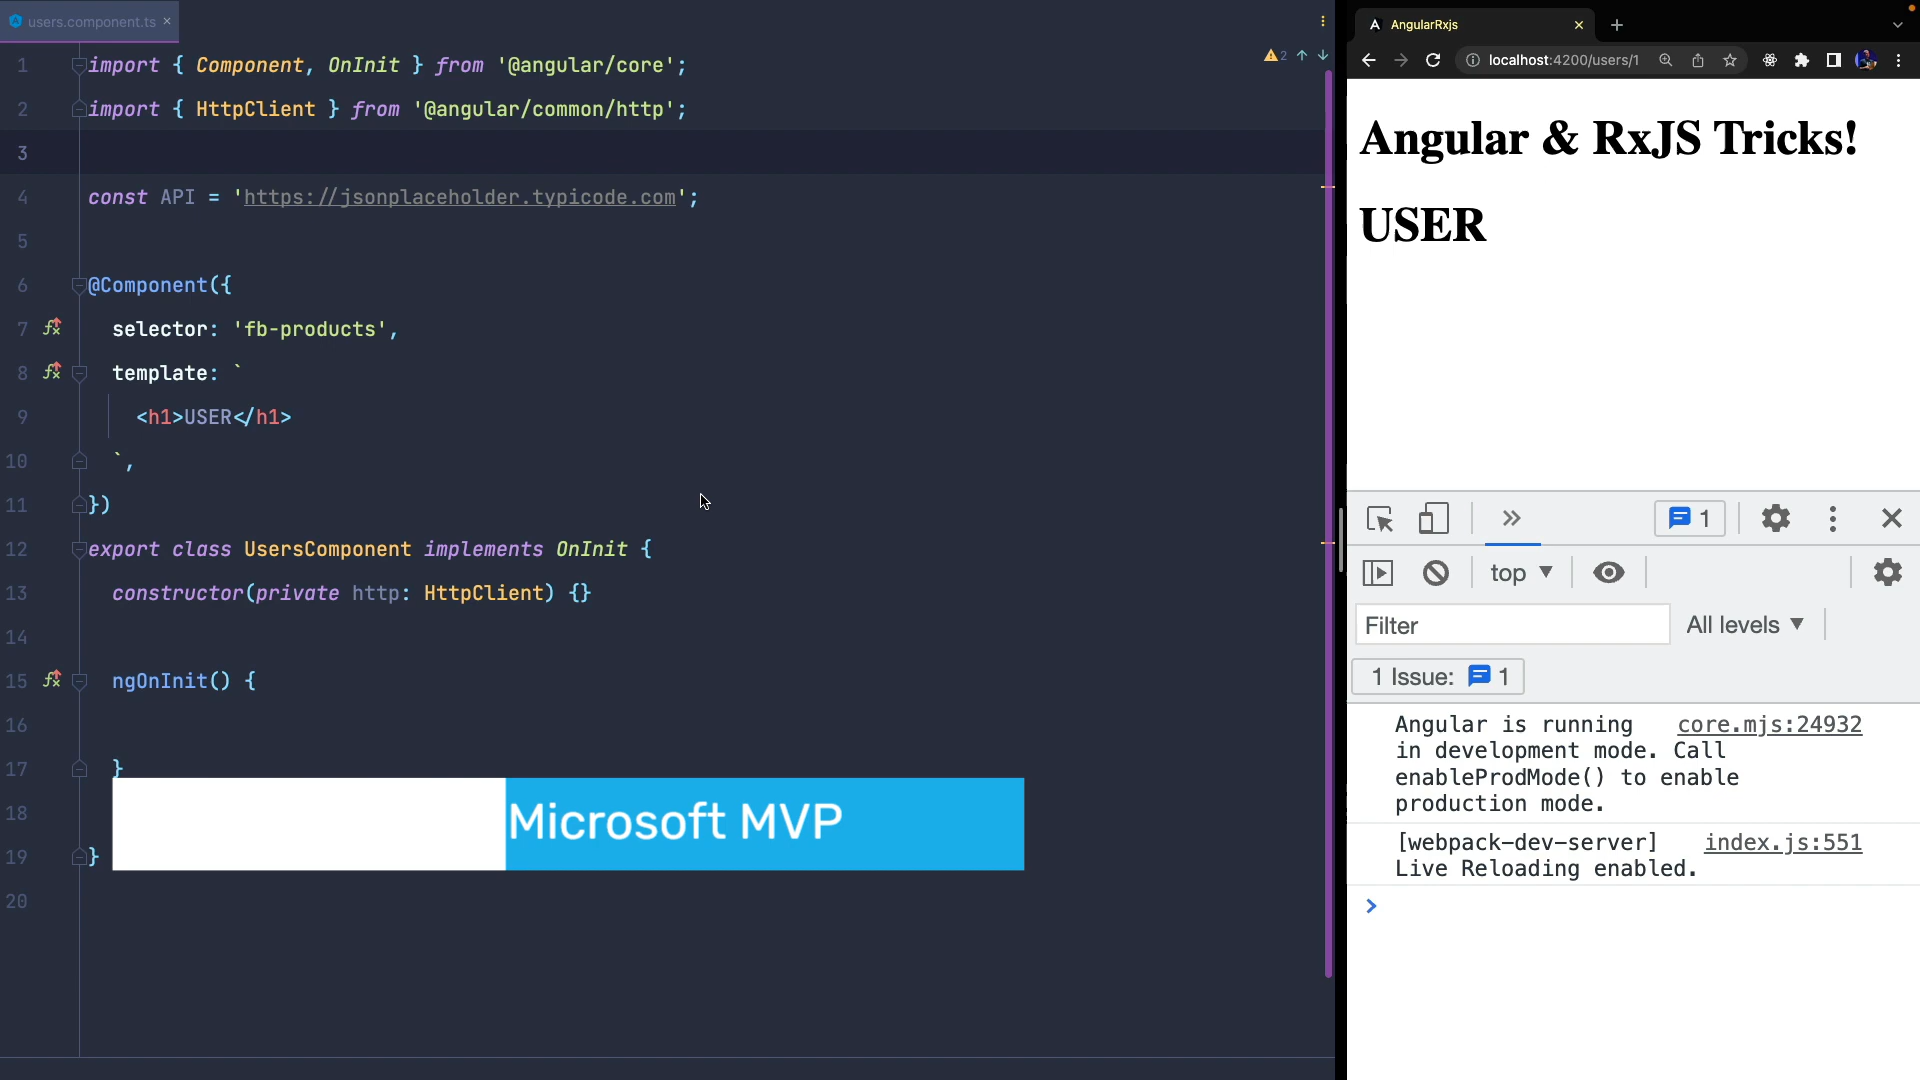 users.component.ts
2
1 import { Component, OnInit } from '@angular/core';
2 import { HttpClient } from '@angular/common/http';
3
4 const API = 'https://jsonplaceholder.typicode.com';
5
6 @Component({
7 selector: 'fb-products',
8 template: `
9 <h1>USER</h1>
10 `,
11 })
12 export class UsersComponent implements OnInit {
13 constructor(private http: HttpClient) {}
14
15 ngOnInit() {
16
17 }
18
19 }
20
Microsoft MVP
AngularRxjs
localhost:4200/users/1
Angular & RxJS Tricks!
USER
1
top
Filter
All levels
1 Issue: 1
Angular is running core.mjs:24932
in development mode. Call
enableProdMode() to enable
production mode.
[webpack-dev-server] index.js:551
Live Reloading enabled.